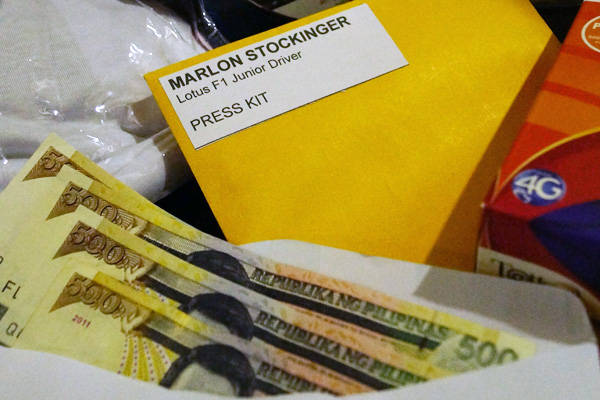 MARLON STOCKINGER
Lotus F1 Junior Driver
PRESS KIT
4G
500
500
500
500
2011
REPUBLIKA NG PILIPINAS
REPUBLIKA NG PILIPINAS
REPUBLIKA NG PILIPINAS
500